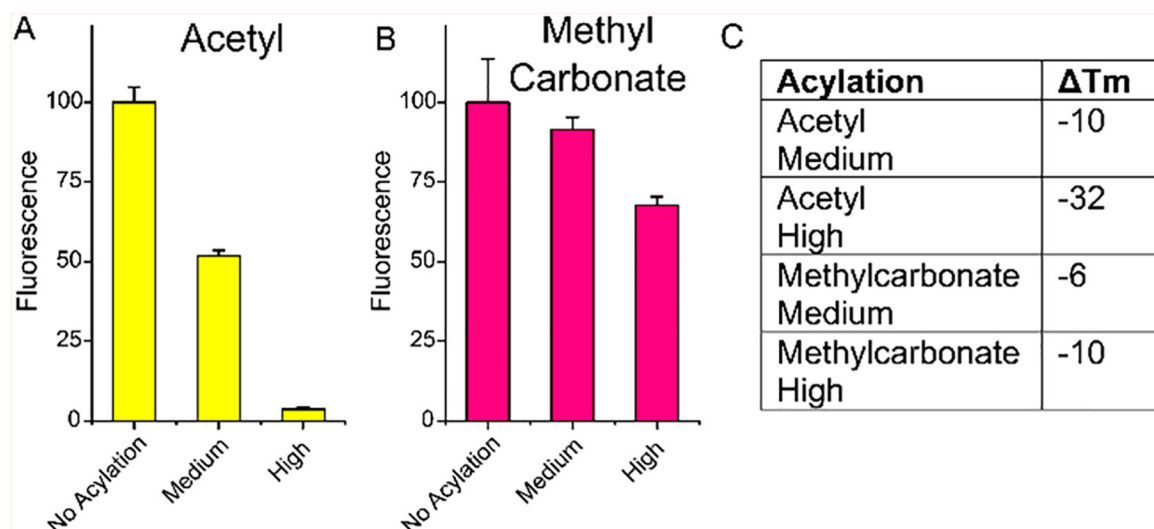 A
Acetyl
Fluorescence
100
75
50
25
0
No Acylation
Medium
High
B
Methyl
Carbonate
Fluorescence
100
75
50
25
0
No Acylation
Medium
High
C
Acylation ΔTm
Acetyl -10
Medium
Acetyl -32
High
Methylcarbonate -6
Medium
Methylcarbonate -10
High